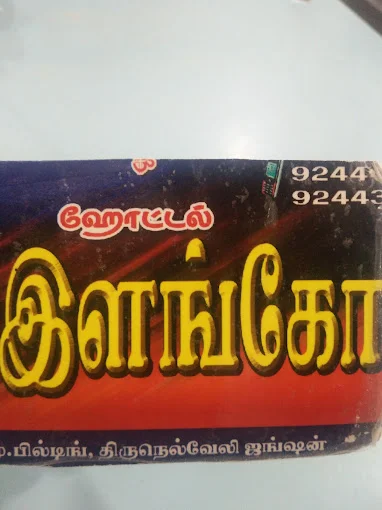 9244
92443
ஹோட்டல்
இளங்கோ
மு.பில்டிங், திருநெல்வேலி ஜங்ஷன்